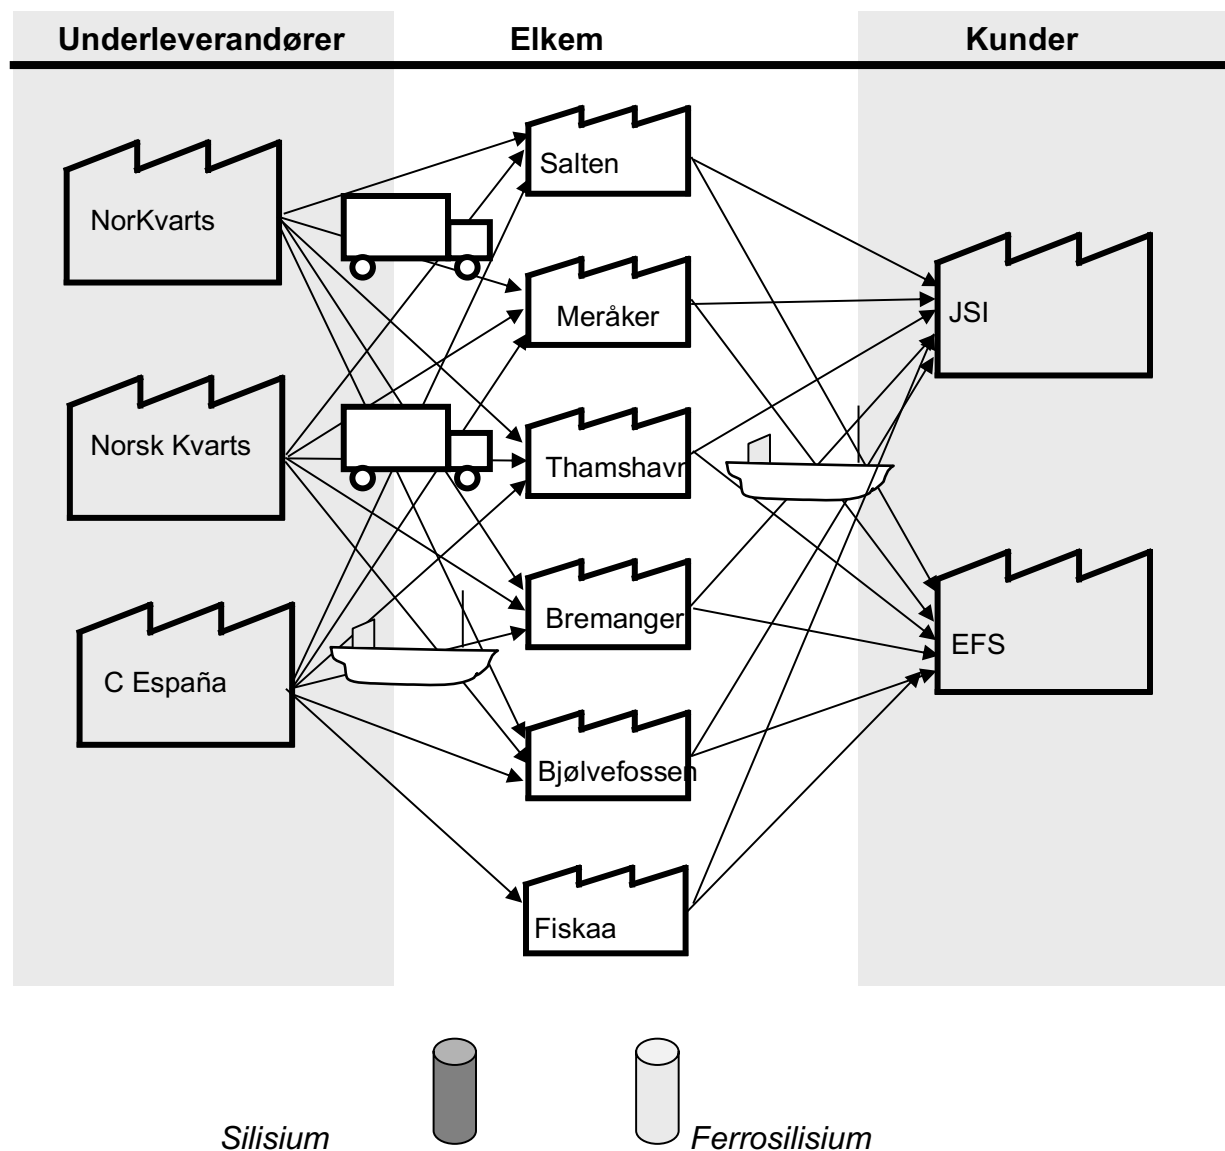 Underleverandører
Elkem
Kunder
Salten
NorKvarts
Meråker
JSI
Norsk Kvarts
Thamshavn
Bremanger
EFS
C España
Bjølvefossen
Fiskaa
Silisium
Ferrosilisium